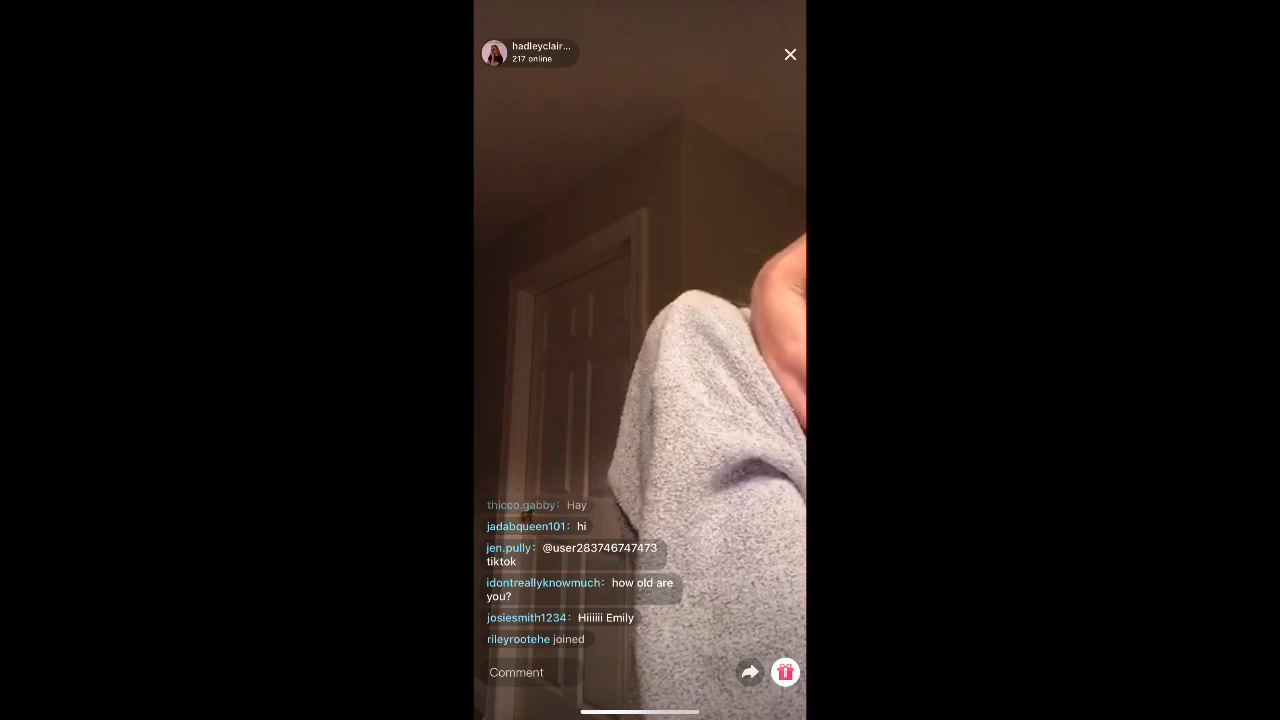 hadleyclair...
217 online
thicco.gabby: Hay
jadabqueen101: hi
jen.pully: @user283746747473
tiktok
idontreallyknowmuch: how old are
you?
josiesmith1234: Hiiiiii Emily
rileyrootehe joined
Comment